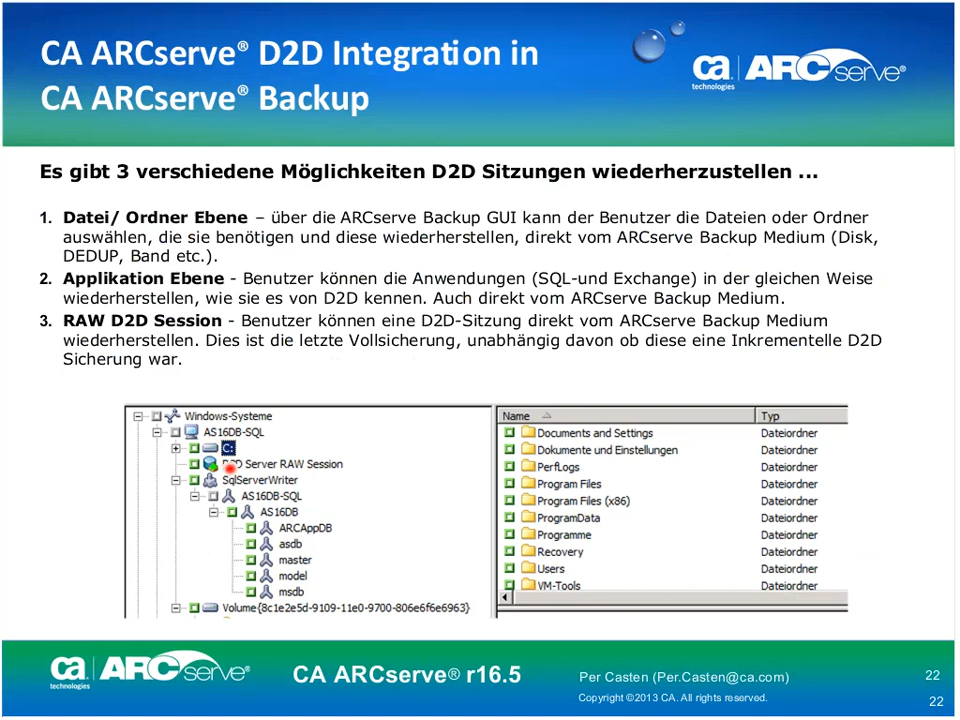 CA ARCserve® D2D Integration in
CA ARCserve® Backup
ca technologies | ARCserve®
Es gibt 3 verschiedene Möglichkeiten D2D Sitzungen wiederherzustellen ...
1. Datei/ Ordner Ebene – über die ARCserve Backup GUI kann der Benutzer die Dateien oder Ordner
auswählen, die sie benötigen und diese wiederherstellen, direkt vom ARCserve Backup Medium (Disk,
DEDUP, Band etc.).
2. Applikation Ebene - Benutzer können die Anwendungen (SQL-und Exchange) in der gleichen Weise
wiederherstellen, wie sie es von D2D kennen. Auch direkt vom ARCserve Backup Medium.
3. RAW D2D Session - Benutzer können eine D2D-Sitzung direkt vom ARCserve Backup Medium
wiederherstellen. Dies ist die letzte Vollsicherung, unabhängig davon ob diese eine Inkrementelle D2D
Sicherung war.
Windows-Systeme
AS16DB-SQL
C:
Server RAW Session
SqlServerWriter
AS16DB-SQL
AS16DB
ARCAppDB
asdb
master
model
msdb
Volume{8c1e2e5d-9109-11e0-9700-806e6f6e6963}
Name Typ
Documents and Settings Dateiordner
Dokumente und Einstellungen Dateiordner
PerfLogs Dateiordner
Program Files Dateiordner
Program Files (x86) Dateiordner
ProgramData Dateiordner
Programme Dateiordner
Recovery Dateiordner
Users Dateiordner
VM-Tools Dateiordner
ca technologies | ARCserve®
CA ARCserve® r16.5
Per Casten (Per.Casten@ca.com)
Copyright ©2013 CA. All rights reserved.
22
22